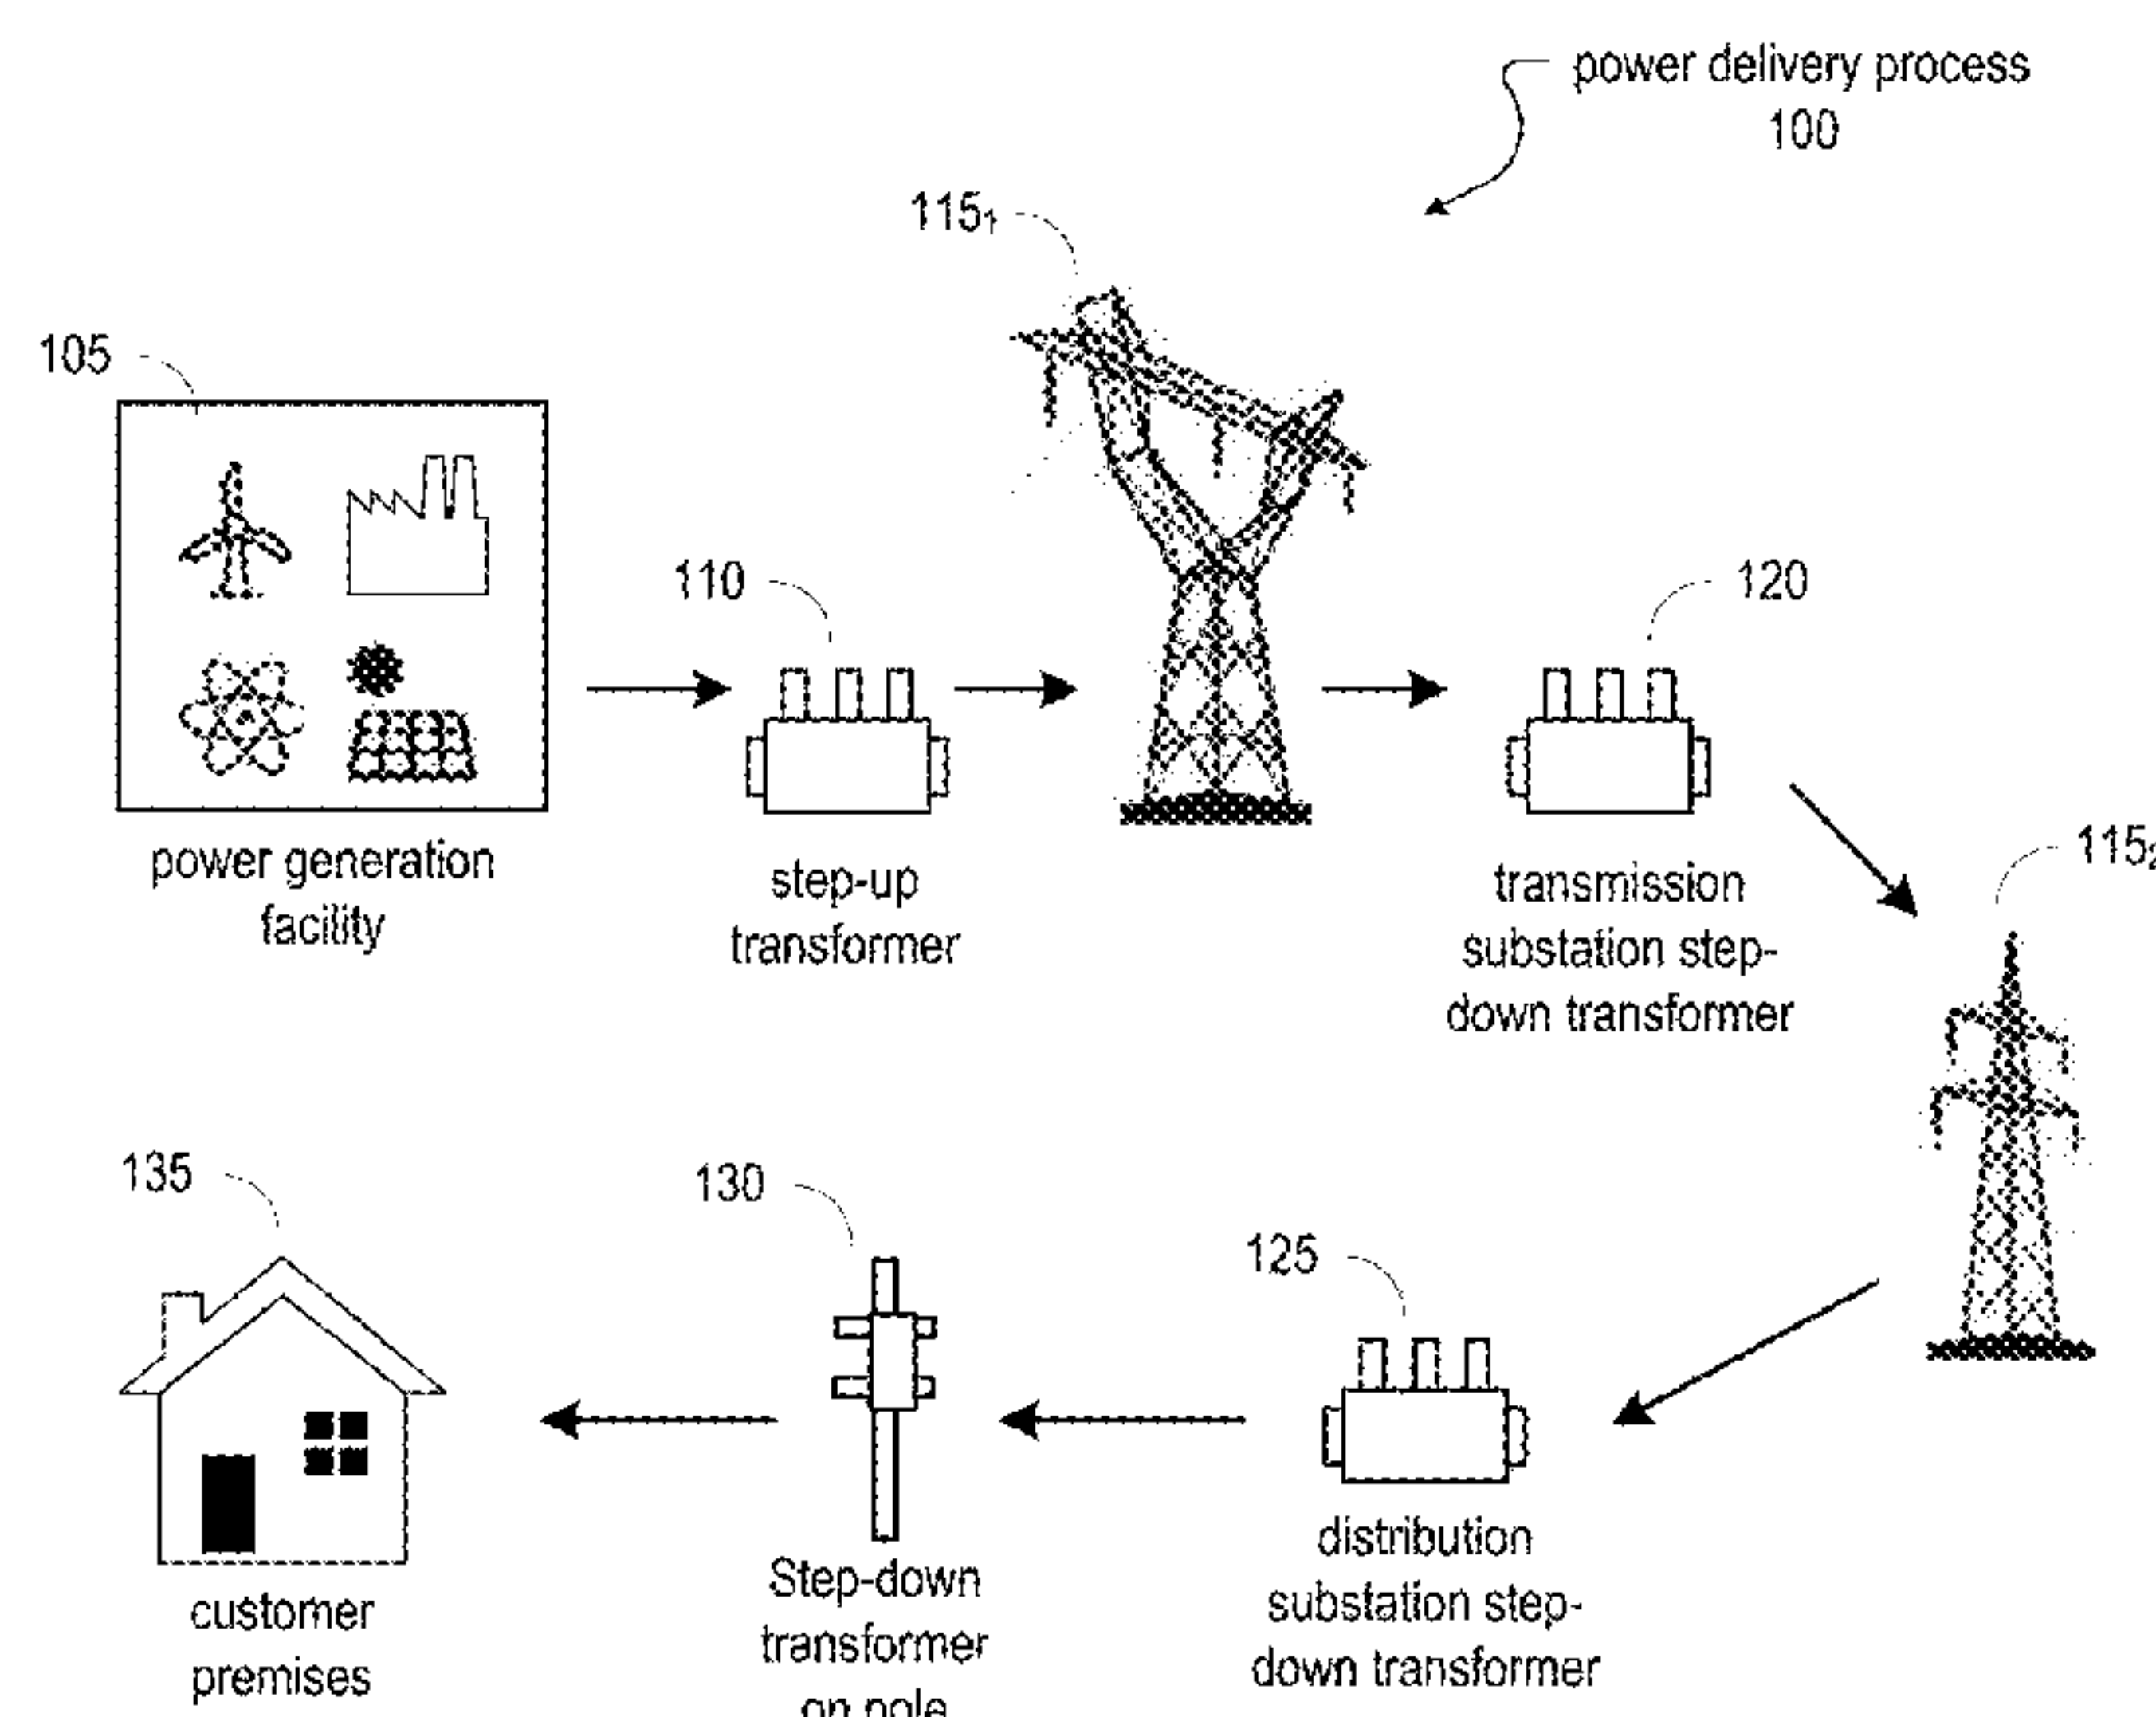 power delivery process
100
115₁
105
110
120
power generation
facility
step-up
transformer
transmission
substation step-
down transformer
115₂
135
130
125
customer
premises
Step-down
transformer
on pole
distribution
substation step-
down transformer